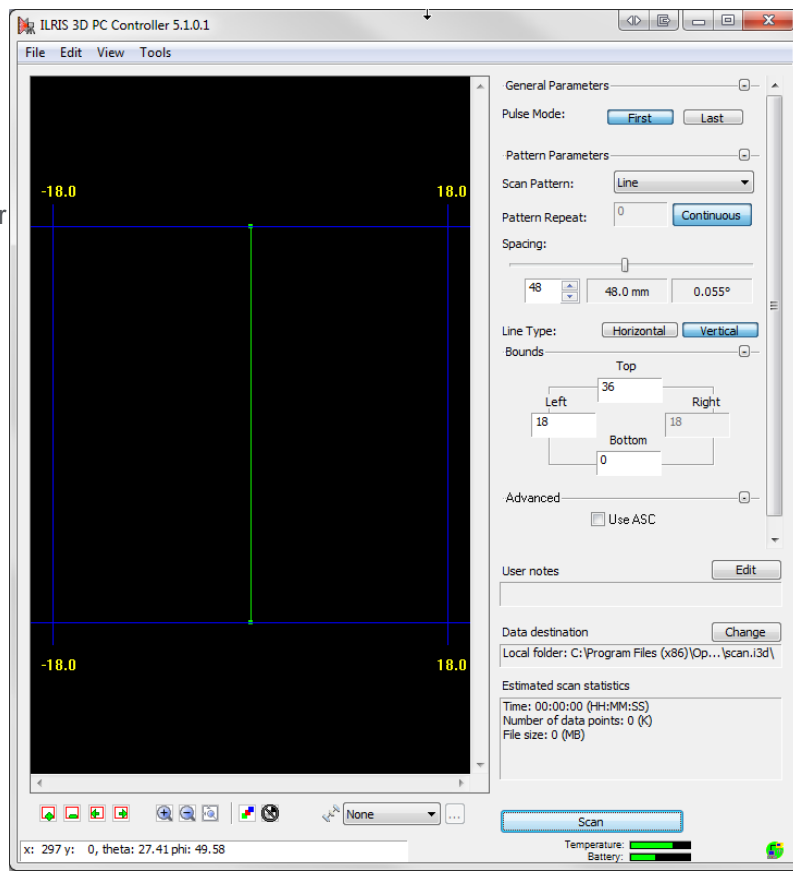 ILRIS 3D PC Controller 5.1.0.1
File Edit View Tools
r
-18.0 18.0
-18.0 18.0
General Parameters
Pulse Mode: First Last
Pattern Parameters
Scan Pattern: Line
Pattern Repeat: 0 Continuous
Spacing:
48 48.0 mm 0.055°
Line Type: Horizontal Vertical
Bounds
Top
36
Left Right
18 18
Bottom
0
Advanced
Use ASC
User notes Edit
Data destination Change
Local folder: C:\Program Files (x86)\Op...\scan.i3d\
Estimated scan statistics
Time: 00:00:00 (HH:MM:SS)
Number of data points: 0 (K)
File size: 0 (MB)
None ...
Scan
x: 297 y: 0, theta: 27.41 phi: 49.58
Temperature:
Battery: